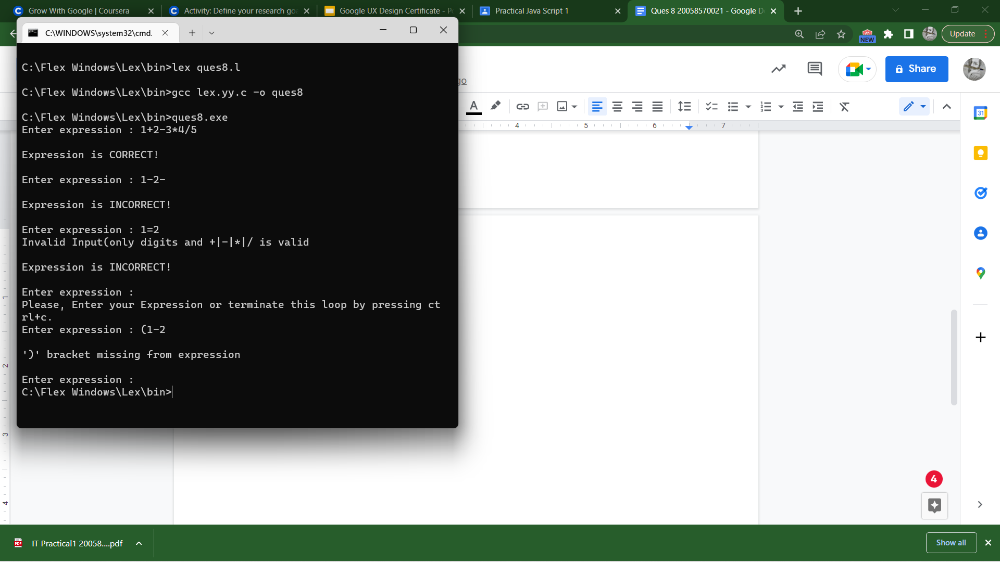 Grow With Google | Coursera
Activity: Define your research go
Google UX Design Certificate - P
Practical Java Script 1
Ques 8 20058570021 - Google D
C:\WINDOWS\system32\cmd.
NEW
Update
go
Share
4 5 6 7
31
C:\Flex Windows\Lex\bin>lex ques8.l
C:\Flex Windows\Lex\bin>gcc lex.yy.c -o ques8
C:\Flex Windows\Lex\bin>ques8.exe
Enter expression : 1+2-3*4/5
Expression is CORRECT!
Enter expression : 1-2-
Expression is INCORRECT!
Enter expression : 1=2
Invalid Input(only digits and +|-|*|/ is valid
Expression is INCORRECT!
Enter expression :
Please, Enter your Expression or terminate this loop by pressing ct
rl+c.
Enter expression : (1-2
')' bracket missing from expression
Enter expression :
C:\Flex Windows\Lex\bin>
1
2
3
4
4
PDF
IT Practical1 20058....pdf
Show all